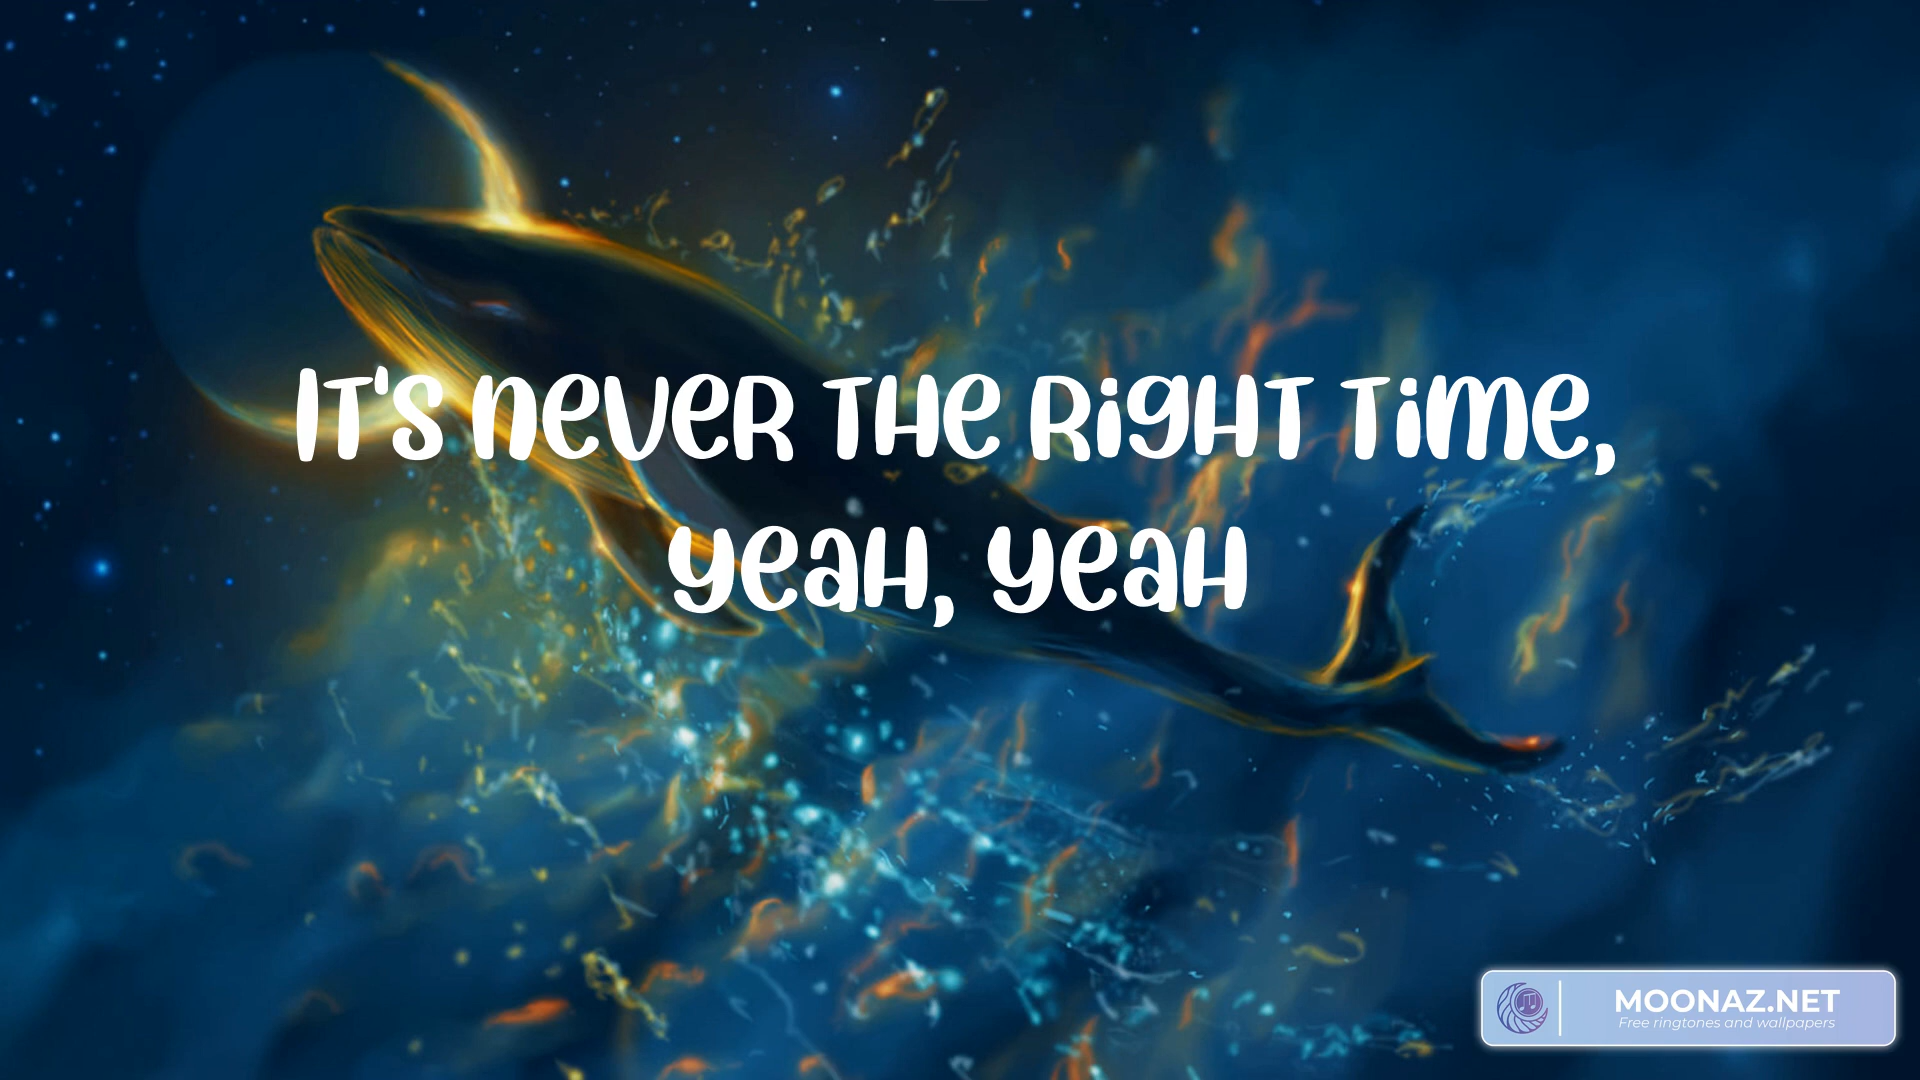 IT'S never THe RiGHT TiMe,
yeaH, yeaH
MOONAZ.NET
Free ringtones and wallpapers